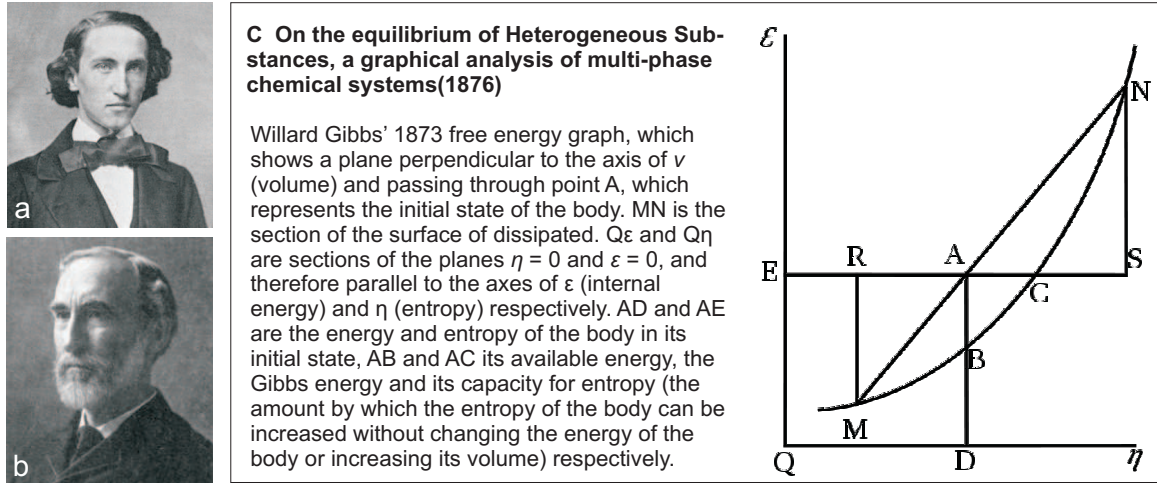 a
b
C On the equilibrium of Heterogeneous Sub-
stances, a graphical analysis of multi-phase
chemical systems(1876)
Willard Gibbs’ 1873 free energy graph, which
shows a plane perpendicular to the axis of v
(volume) and passing through point A, which
represents the initial state of the body. MN is the
section of the surface of dissipated. Qε and Qη
are sections of the planes η = 0 and ε = 0, and
therefore parallel to the axes of ε (internal
energy) and η (entropy) respectively. AD and AE
are the energy and entropy of the body in its
initial state, AB and AC its available energy, the
Gibbs energy and its capacity for entropy (the
amount by which the entropy of the body can be
increased without changing the energy of the
body or increasing its volume) respectively.
ε
N
E R A S
C
B
M
Q D η